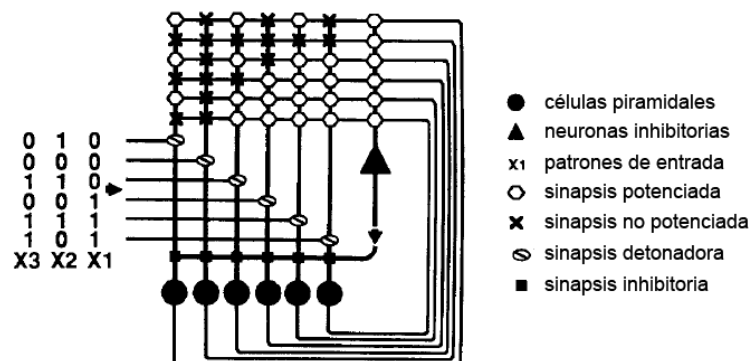 0 1 0
0 0 0
1 1 0
0 0 1
1 1 1
1 0 1
X3 X2 X1
células piramidales
neuronas inhibitorias
x1 patrones de entrada
sinapsis potenciada
sinapsis no potenciada
sinapsis detonadora
sinapsis inhibitoria